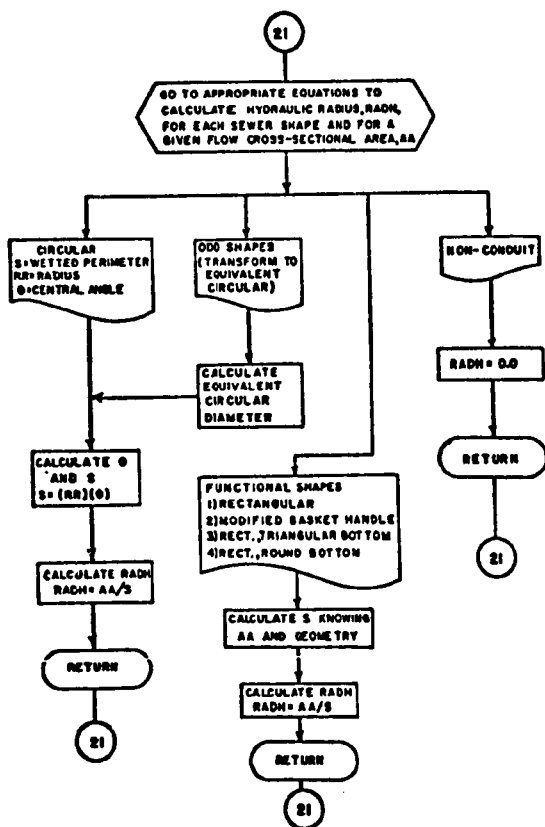 21
GO TO APPROPRIATE EQUATIONS TO
CALCULATE HYDRAULIC RADIUS, RADH,
FOR EACH SEWER SHAPE AND FOR A
GIVEN FLOW CROSS-SECTIONAL AREA, AA
CIRCULAR
S=WETTED PERIMETER
RR=RADIUS
θ=CENTRAL ANGLE
ODD SHAPES
(TRANSFORM TO
EQUIVALENT
CIRCULAR)
NON-CONDUIT
CALCULATE
EQUIVALENT
CIRCULAR
DIAMETER
RADH = 0.0
RETURN
21
CALCULATE θ
AND S
S=(RR)(θ)
CALCULATE RADH
RADH=AA/S
RETURN
21
FUNCTIONAL SHAPES
1)RECTANGULAR
2)MODIFIED BASKET HANDLE
3)RECT., TRIANGULAR BOTTOM
4)RECT., ROUND BOTTOM
CALCULATE S KNOWING
AA AND GEOMETRY
CALCULATE RADH
RADH=AA/S
RETURN
21